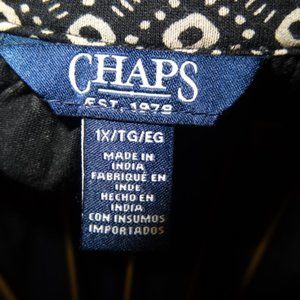 CHAPS
EST. 1978
1X/TG/EG
MADE IN
INDIA
FABRIQUÉ EN
INDE
HECHO EN
INDIA
CON INSUMOS
IMPORTADOS